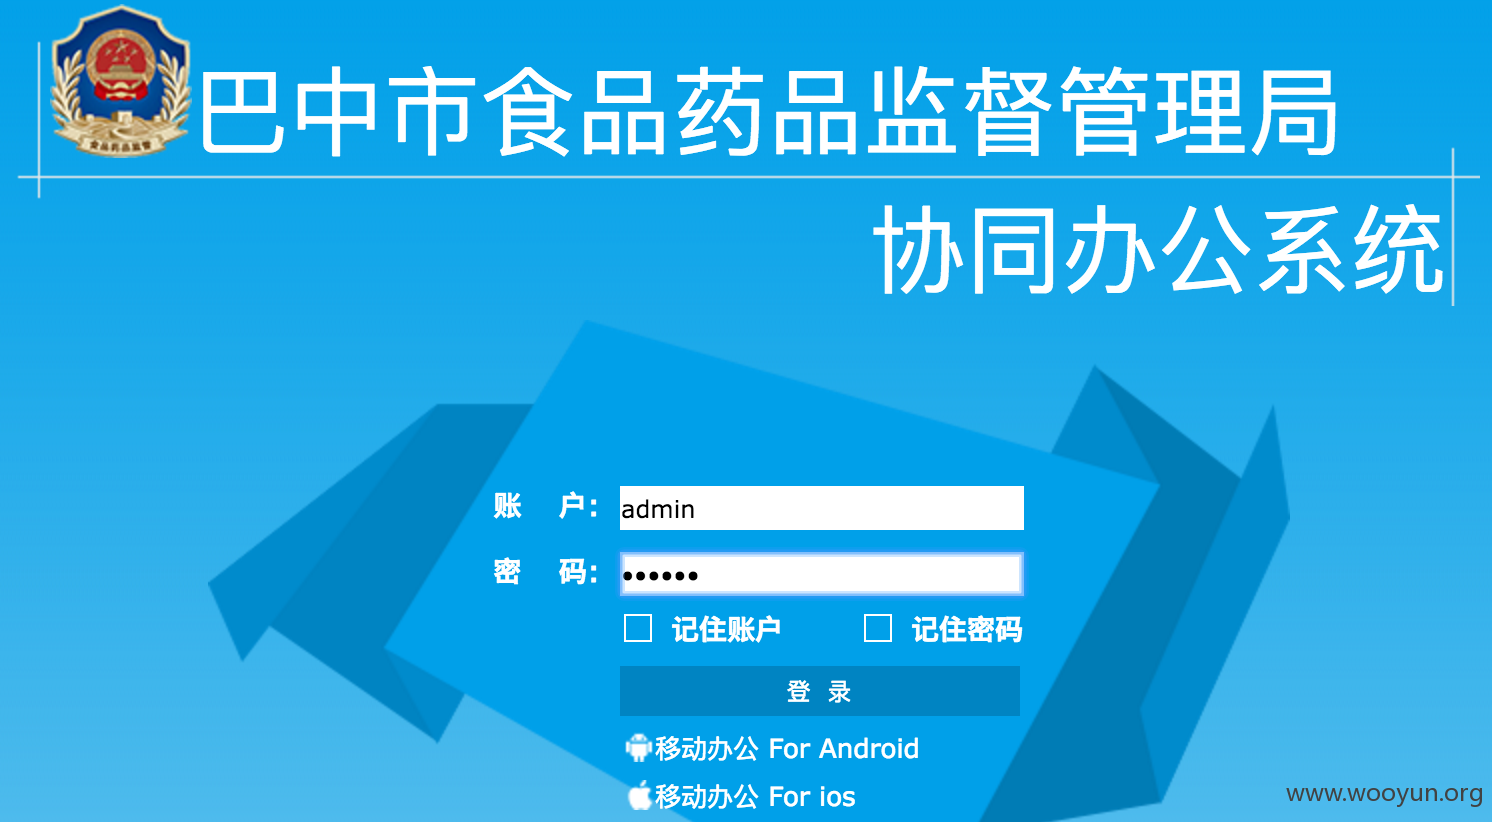 食品药品监管
巴中市食品药品监督管理局
协同办公系统
账 户： admin
密 码： ••••••
记住账户 记住密码
登 录
移动办公 For Android
移动办公 For ios
www.wooyun.org